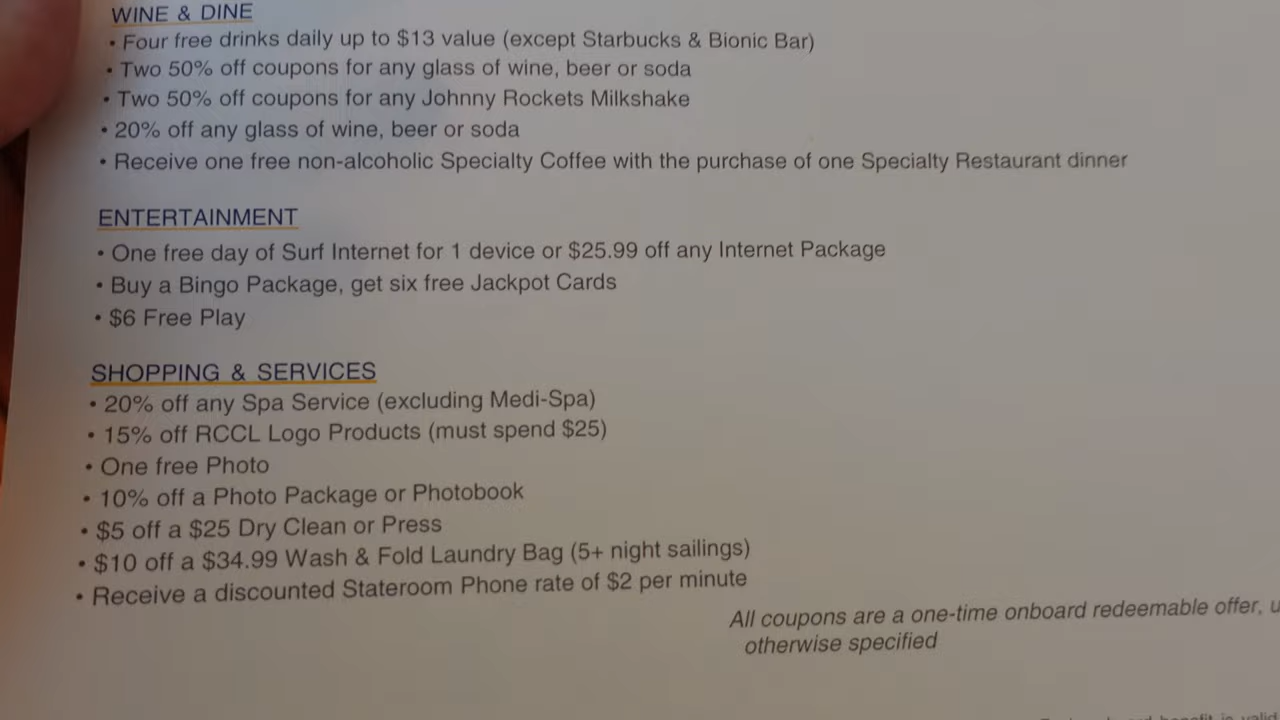 WINE & DINE
• Four free drinks daily up to $13 value (except Starbucks & Bionic Bar)
• Two 50% off coupons for any glass of wine, beer or soda
• Two 50% off coupons for any Johnny Rockets Milkshake
• 20% off any glass of wine, beer or soda
• Receive one free non-alcoholic Specialty Coffee with the purchase of one Specialty Restaurant dinner
ENTERTAINMENT
• One free day of Surf Internet for 1 device or $25.99 off any Internet Package
• Buy a Bingo Package, get six free Jackpot Cards
• $6 Free Play
SHOPPING & SERVICES
• 20% off any Spa Service (excluding Medi-Spa)
• 15% off RCCL Logo Products (must spend $25)
• One free Photo
• 10% off a Photo Package or Photobook
• $5 off a $25 Dry Clean or Press
• $10 off a $34.99 Wash & Fold Laundry Bag (5+ night sailings)
• Receive a discounted Stateroom Phone rate of $2 per minute
All coupons are a one-time onboard redeemable offer, u
otherwise specified